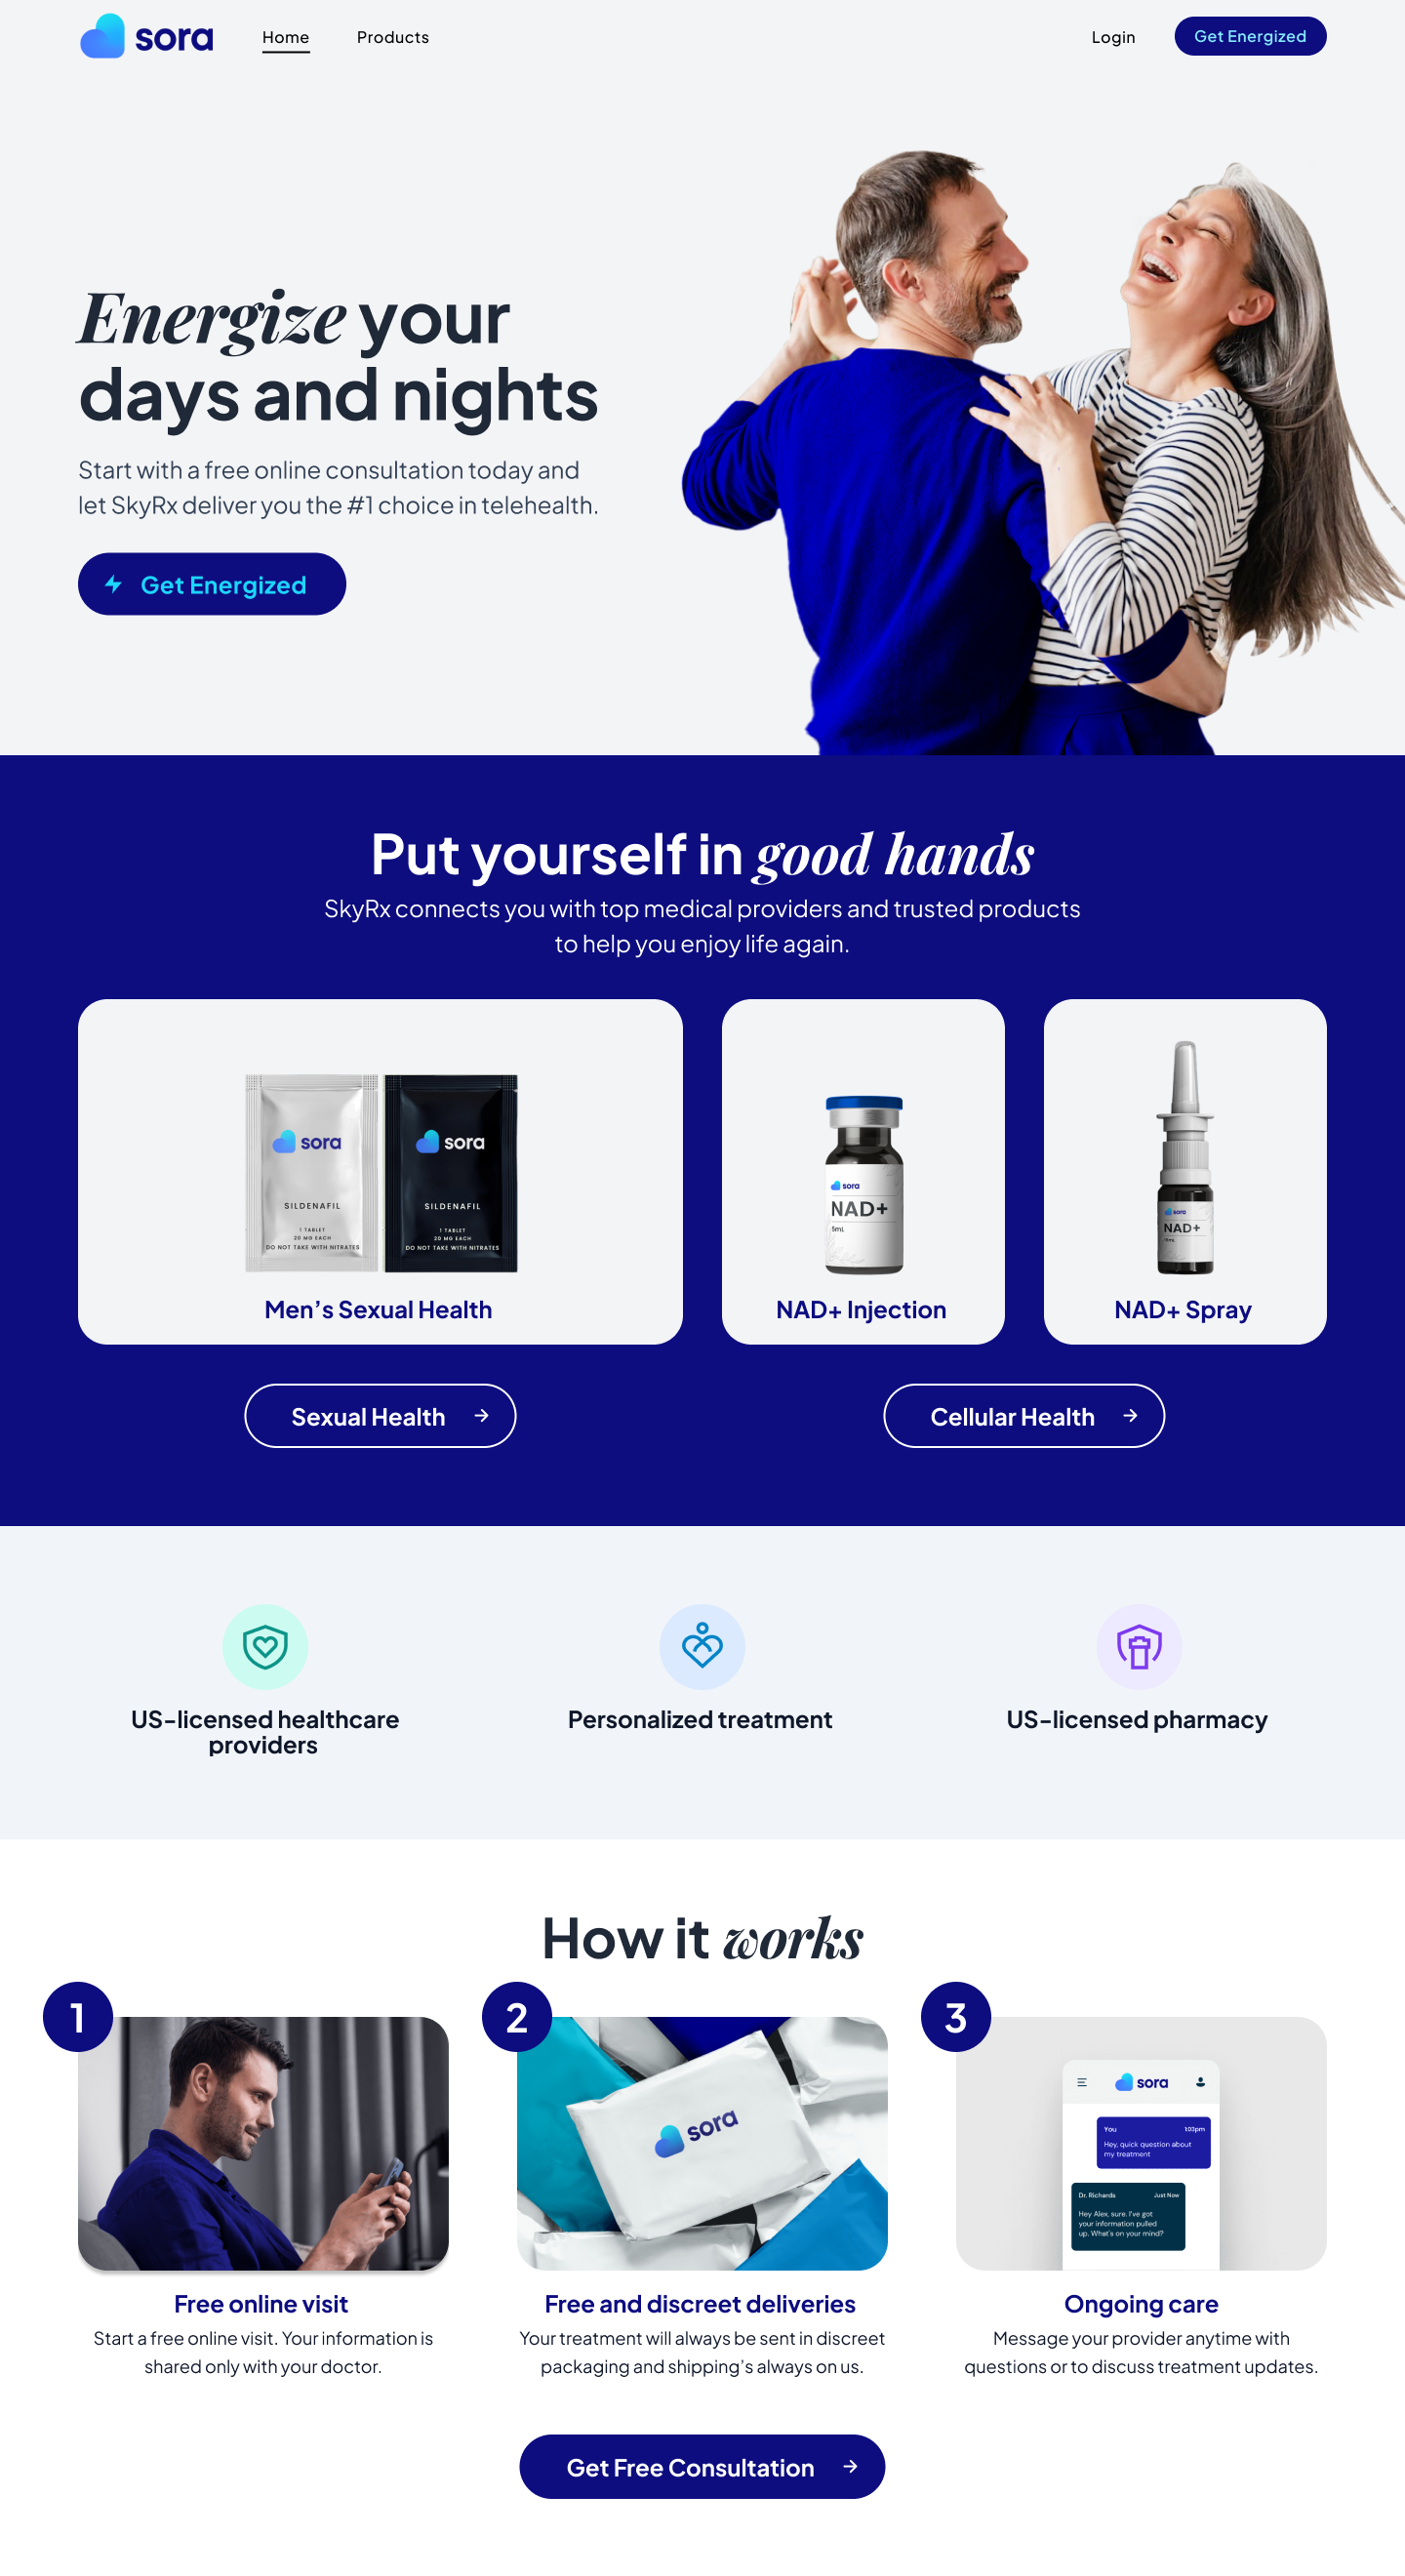 sora
Home
Products
Login
Get Energized
Energize your
days and nights
Start with a free online consultation today and
let SkyRx deliver you the #1 choice in telehealth.
Get Energized
Put yourself in good hands
SkyRx connects you with top medical providers and trusted products
to help you enjoy life again.
sora
SILDENAFIL
1 TABLET
20 MG EACH
DO NOT TAKE WITH NITRATES
sora
SILDENAFIL
1 TABLET
20 MG EACH
DO NOT TAKE WITH NITRATES
Men's Sexual Health
sora
NAD+
5mL
NAD+ Injection
sora
NAD+
NAD+ Spray
Sexual Health
Cellular Health
US-licensed healthcare
providers
Personalized treatment
US-licensed pharmacy
How it works
1
2
sora
3
sora
You
1:03pm
Hey, quick question about
my treatment
Dr. Richards
Just Now
Hey Alex, sure. I've got
your information pulled
up. What's on your mind?
Free online visit
Start a free online visit. Your information is
shared only with your doctor.
Free and discreet deliveries
Your treatment will always be sent in discreet
packaging and shipping's always on us.
Ongoing care
Message your provider anytime with
questions or to discuss treatment updates.
Get Free Consultation